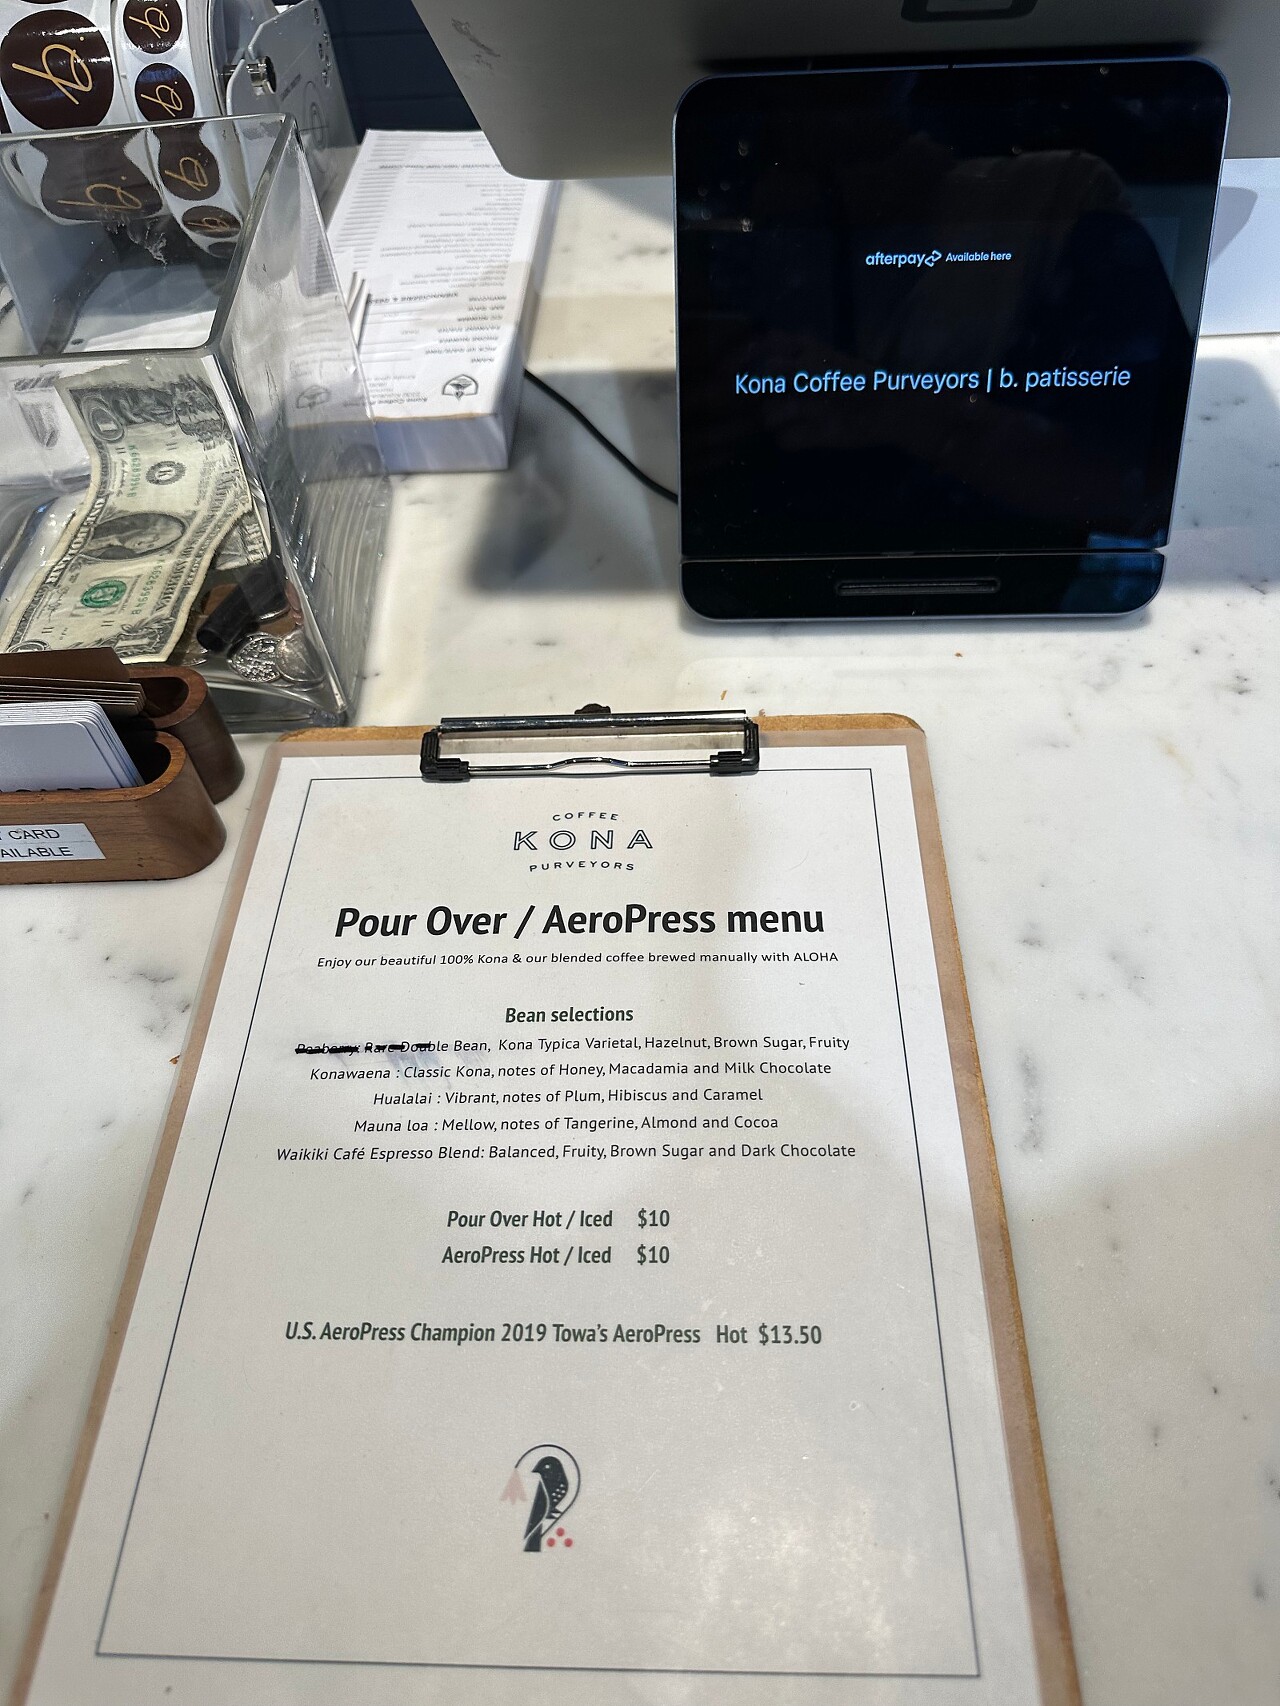 b.
b.
b.
b.
b.
afterpay Available here
Kona Coffee Purveyors | b. patisserie
ONE DOLLAR
CARD
AILABLE
COFFEE
KONA
PURVEYORS
Pour Over / AeroPress menu
Enjoy our beautiful 100% Kona & our blended coffee brewed manually with ALOHA
Bean selections
Peaberry: Rare Double Bean, Kona Typica Varietal, Hazelnut, Brown Sugar, Fruity
Konawaena : Classic Kona, notes of Honey, Macadamia and Milk Chocolate
Hualalai : Vibrant, notes of Plum, Hibiscus and Caramel
Mauna loa : Mellow, notes of Tangerine, Almond and Cocoa
Waikiki Café Espresso Blend: Balanced, Fruity, Brown Sugar and Dark Chocolate
Pour Over Hot / Iced $10
AeroPress Hot / Iced $10
U.S. AeroPress Champion 2019 Towa's AeroPress Hot $13.50